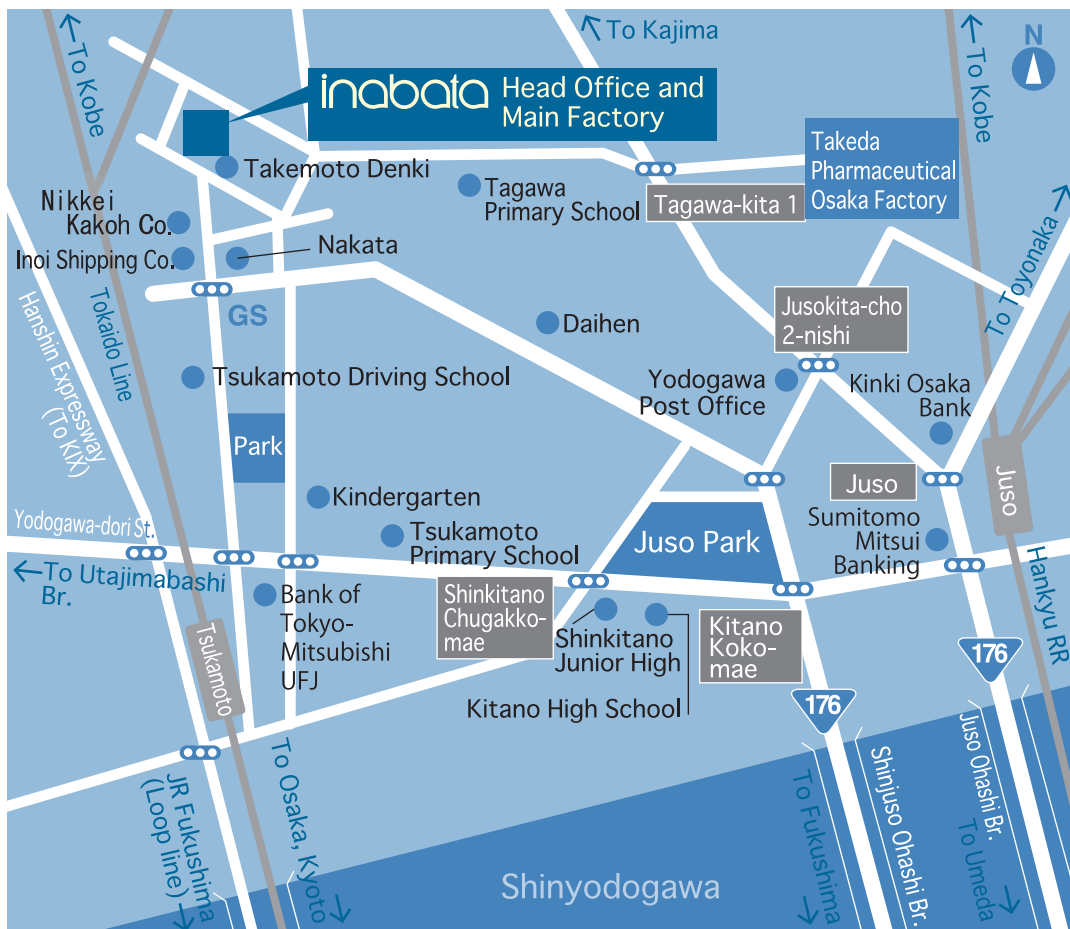 To Kobe
To Kajima
To Kobe
N
inabata Head Office and
Main Factory
Takeda
Pharmaceutical
Osaka Factory
Takemoto Denki
Tagawa
Primary School
Tagawa-kita 1
Nikkei
Kakoh Co.
Inoi Shipping Co.
Nakata
To Toyonaka
GS
Tokaido Line
Hanshin Expressway
(To KIX)
Daihen
Jusokita-cho
2-nishi
Tsukamoto Driving School
Yodogawa
Post Office
Kinki Osaka
Bank
Park
Juso
Juso
Kindergarten
Yodogawa-dori St.
Tsukamoto
Primary School
Juso Park
Sumitomo
Mitsui
Banking
To Utajimabashi
Br.
Bank of
Tokyo-
Mitsubishi
UFJ
Shinkitano
Chugakko-
mae
Shinkitano
Junior High
Kitano
Koko-
mae
Hankyu RR
Tsukamoto
Kitano High School
176
176
JR Fukushima
(Loop line)
To Osaka, Kyoto
Shinyodogawa
To Fukushima
Shinjuso Ohashi Br.
Juso Ohashi Br.
To Umeda